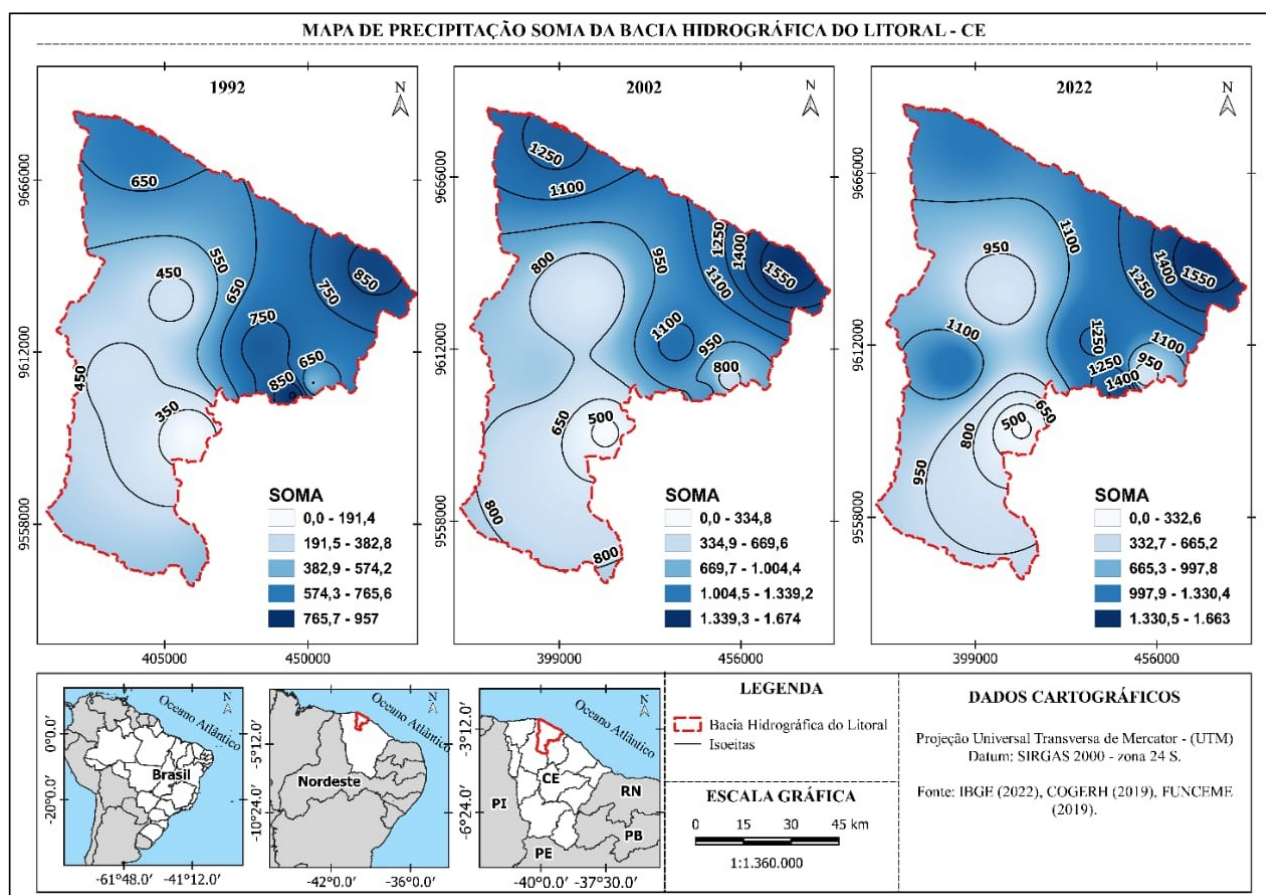 MAPA DE PRECIPITAÇÃO SOMA DA BACIA HIDROGRÁFICA DO LITORAL - CE
1992
N
9666000
9612000
9558000
405000
450000
650
550
650
450
850
750
750
650
850
450
350
SOMA
0,0 - 191,4
191,5 - 382,8
382,9 - 574,2
574,3 - 765,6
765,7 - 957
2002
N
9666000
9612000
9558000
399000
456000
1250
1100
1250
1400
1550
800
950
1100
1100
950
800
650
500
800
800
SOMA
0,0 - 334,8
334,9 - 669,6
669,7 - 1.004,4
1.004,5 - 1.339,2
1.339,3 - 1.674
2022
N
9666000
9612000
9558000
399000
456000
1100
950
1400
1550
1250
1100
1250
1100
950
1250
1400
650
500
800
950
SOMA
0,0 - 332,6
332,7 - 665,2
665,3 - 997,8
997,9 - 1.330,4
1.330,5 - 1.663
N
Oceano Atlântico
Brasil
0°0.0'
-20°0.0'
-61°48.0'
-41°12.0'
N
Oceano Atlântico
Nordeste
-5°12.0'
-10°24.0'
-42°0.0'
-36°0.0'
N
Oceano Atlântico
CE
RN
PI
PB
PE
-3°12.0'
-6°24.0'
-40°0.0'
-37°30.0'
LEGENDA
Bacia Hidrográfica do Litoral
Isoeitas
ESCALA GRÁFICA
0 15 30 45 km
1:1.360.000
DADOS CARTOGRÁFICOS
Projeção Universal Transversa de Mercator - (UTM)
Datum: SIRGAS 2000 - zona 24 S.
Fonte: IBGE (2022), COGERH (2019), FUNCEME
(2019).